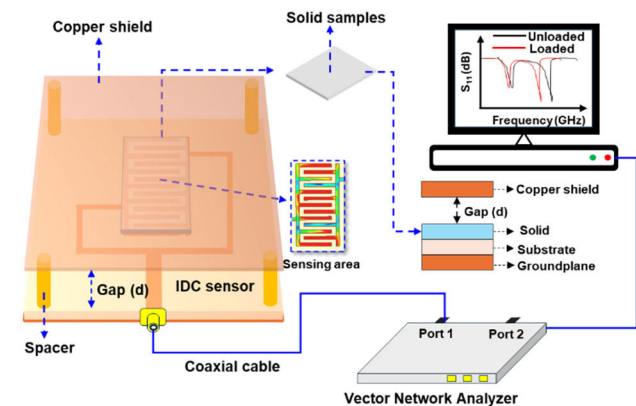 Copper shield
Solid samples
Unloaded
Loaded
S11 (dB)
Frequency (GHz)
Copper shield
Gap (d)
Solid
Substrate
Groundplane
Sensing area
Gap (d)
IDC sensor
Spacer
Coaxial cable
Port 1
Port 2
Vector Network Analyzer